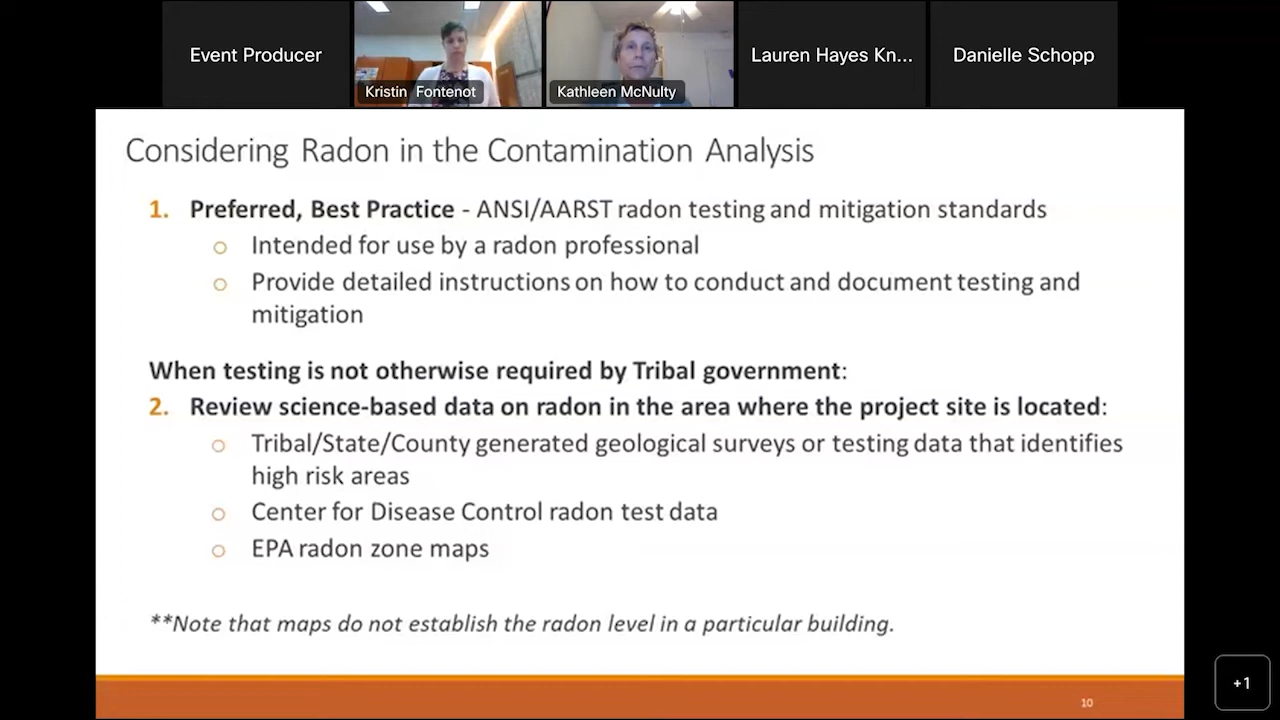 Event Producer
Kristin Fontenot
Kathleen McNulty
Lauren Hayes Kn...
Danielle Schopp
Considering Radon in the Contamination Analysis
1. Preferred, Best Practice - ANSI/AARST radon testing and mitigation standards
o Intended for use by a radon professional
o Provide detailed instructions on how to conduct and document testing and
mitigation
When testing is not otherwise required by Tribal government:
2. Review science-based data on radon in the area where the project site is located:
o Tribal/State/County generated geological surveys or testing data that identifies
high risk areas
o Center for Disease Control radon test data
o EPA radon zone maps
**Note that maps do not establish the radon level in a particular building.
10
+1